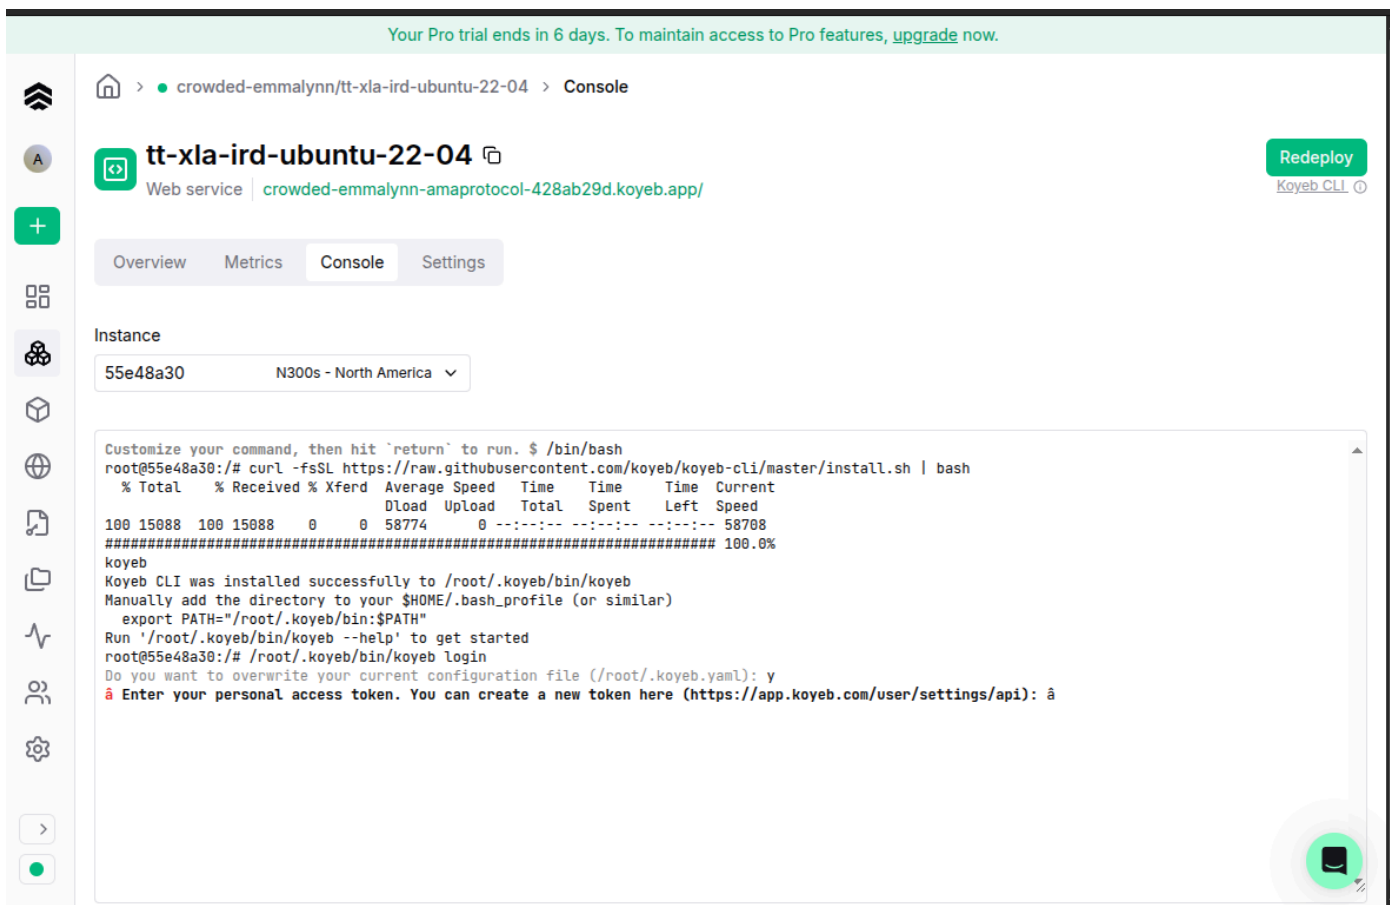 Your Pro trial ends in 6 days. To maintain access to Pro features, upgrade now.
crowded-emmalynn/tt-xla-ird-ubuntu-22-04 > Console
A
tt-xla-ird-ubuntu-22-04
Redeploy
Web service crowded-emmalynn-amaprotocol-428ab29d.koyeb.app/
Koyeb CLI
Overview Metrics Console Settings
Instance
55e48a30 N300s - North America
Customize your command, then hit `return` to run. $ /bin/bash
root@55e48a30:/# curl -fsSL https://raw.githubusercontent.com/koyeb/koyeb-cli/master/install.sh | bash
% Total % Received % Xferd Average Speed Time Time Time Current
Dload Upload Total Spent Left Speed
100 15088 100 15088 0 0 58774 0 --:--:-- --:--:-- --:--:-- 58708
######################################################################## 100.0%
koyeb
Koyeb CLI was installed successfully to /root/.koyeb/bin/koyeb
Manually add the directory to your $HOME/.bash_profile (or similar)
export PATH="/root/.koyeb/bin:$PATH"
Run '/root/.koyeb/bin/koyeb --help' to get started
root@55e48a30:/# /root/.koyeb/bin/koyeb login
Do you want to overwrite your current configuration file (/root/.koyeb.yaml): y
â Enter your personal access token. You can create a new token here (https://app.koyeb.com/user/settings/api): â